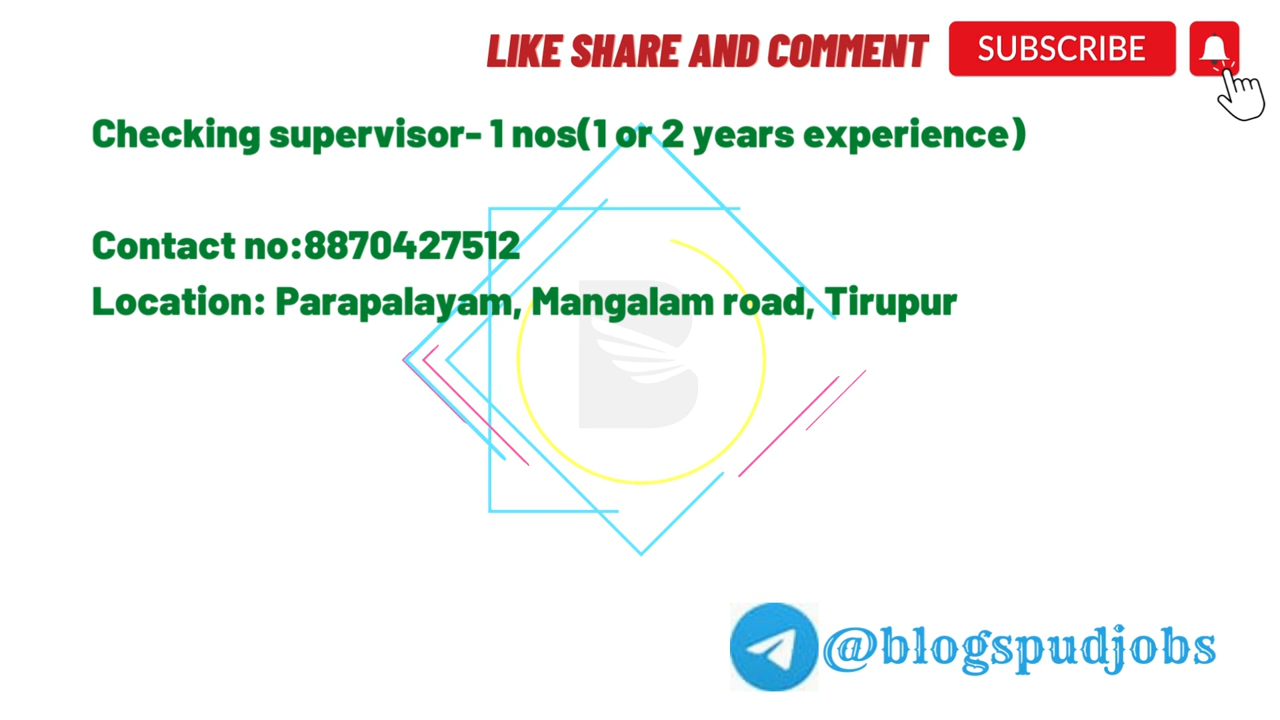 LIKE SHARE AND COMMENT
SUBSCRIBE
Checking supervisor- 1 nos(1 or 2 years experience)
Contact no:8870427512
Location: Parapalayam, Mangalam road, Tirupur
B
@blogspudjobs